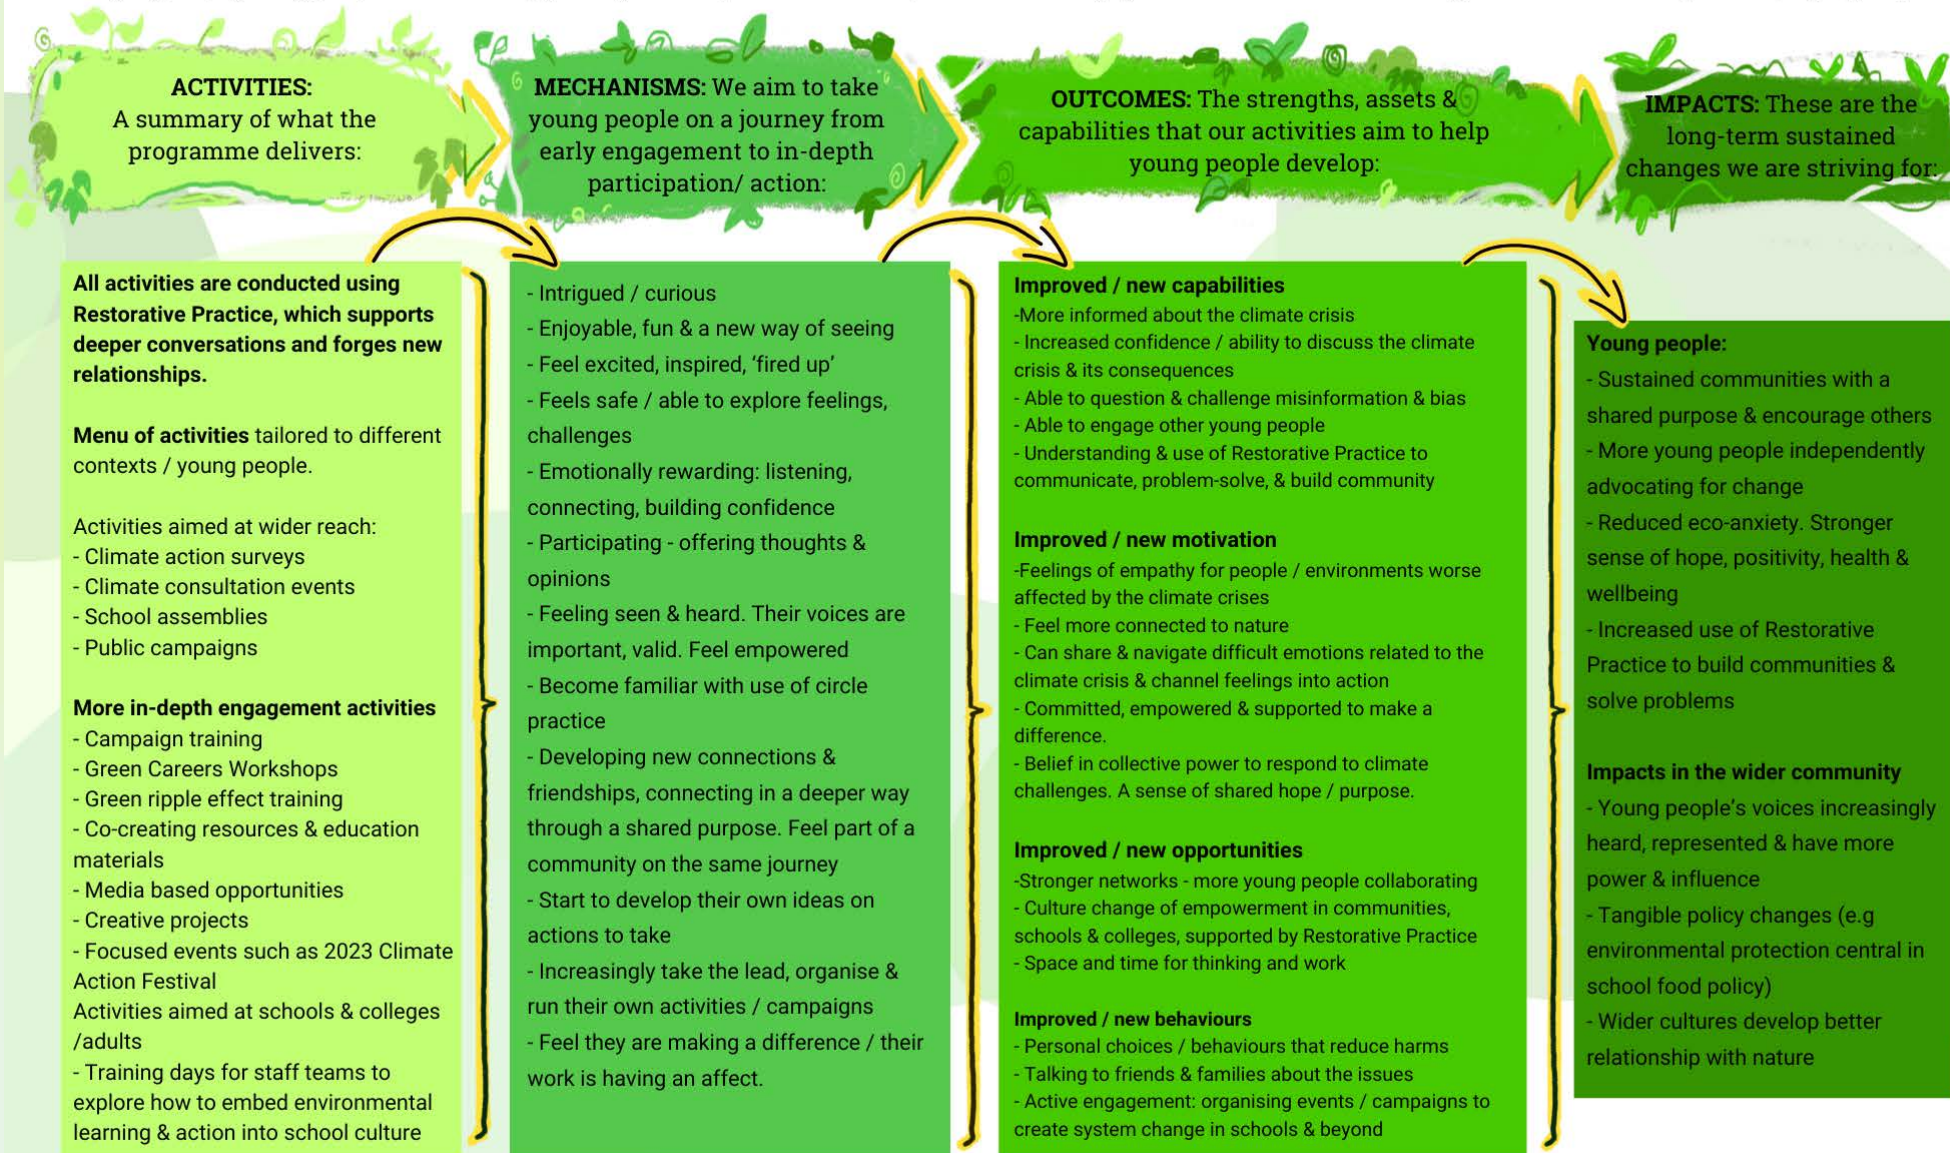 ACTIVITIES:
A summary of what the
programme delivers:
MECHANISMS: We aim to take
young people on a journey from
early engagement to in-depth
participation/ action:
OUTCOMES: The strengths, assets &
capabilities that our activities aim to help
young people develop:
IMPACTS: These are the
long-term sustained
changes we are striving for:
All activities are conducted using
Restorative Practice, which supports
deeper conversations and forges new
relationships.
Menu of activities tailored to different
contexts / young people.
Activities aimed at wider reach:
- Climate action surveys
- Climate consultation events
- School assemblies
- Public campaigns
More in-depth engagement activities
- Campaign training
- Green Careers Workshops
- Green ripple effect training
- Co-creating resources & education
materials
- Media based opportunities
- Creative projects
- Focused events such as 2023 Climate
Action Festival
Activities aimed at schools & colleges
/adults
- Training days for staff teams to
explore how to embed environmental
learning & action into school culture
- Intrigued / curious
- Enjoyable, fun & a new way of seeing
- Feel excited, inspired, ‘fired up’
- Feels safe / able to explore feelings,
challenges
- Emotionally rewarding: listening,
connecting, building confidence
- Participating - offering thoughts &
opinions
- Feeling seen & heard. Their voices are
important, valid. Feel empowered
- Become familiar with use of circle
practice
- Developing new connections &
friendships, connecting in a deeper way
through a shared purpose. Feel part of a
community on the same journey
- Start to develop their own ideas on
actions to take
- Increasingly take the lead, organise &
run their own activities / campaigns
- Feel they are making a difference / their
work is having an affect.
Improved / new capabilities
-More informed about the climate crisis
- Increased confidence / ability to discuss the climate
crisis & its consequences
- Able to question & challenge misinformation & bias
- Able to engage other young people
- Understanding & use of Restorative Practice to
communicate, problem-solve, & build community
Improved / new motivation
-Feelings of empathy for people / environments worse
affected by the climate crises
- Feel more connected to nature
- Can share & navigate difficult emotions related to the
climate crisis & channel feelings into action
- Committed, empowered & supported to make a
difference.
- Belief in collective power to respond to climate
challenges. A sense of shared hope / purpose.
Improved / new opportunities
-Stronger networks - more young people collaborating
- Culture change of empowerment in communities,
schools & colleges, supported by Restorative Practice
- Space and time for thinking and work
Improved / new behaviours
- Personal choices / behaviours that reduce harms
- Talking to friends & families about the issues
- Active engagement: organising events / campaigns to
create system change in schools & beyond
Young people:
- Sustained communities with a
shared purpose & encourage others
- More young people independently
advocating for change
- Reduced eco-anxiety. Stronger
sense of hope, positivity, health &
wellbeing
- Increased use of Restorative
Practice to build communities &
solve problems
Impacts in the wider community
- Young people’s voices increasingly
heard, represented & have more
power & influence
- Tangible policy changes (e.g
environmental protection central in
school food policy)
- Wider cultures develop better
relationship with nature